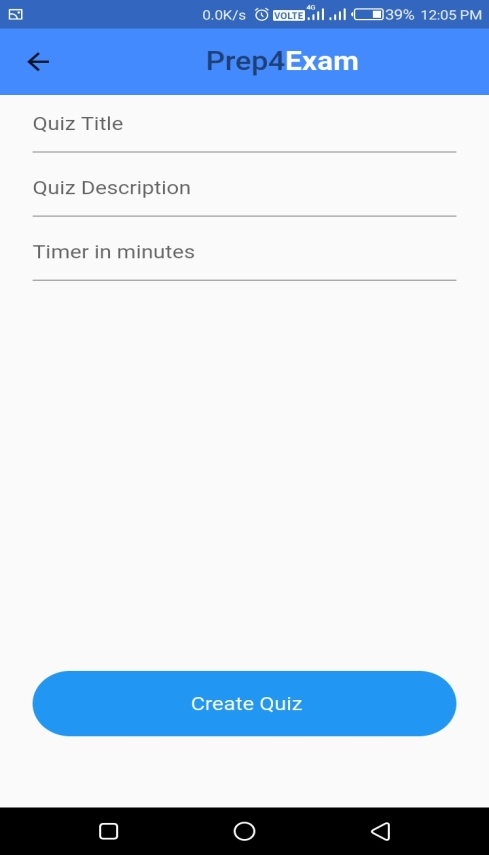 0.0K/s VOLTE 4G 39% 12:05 PM
Prep4Exam
Quiz Title
Quiz Description
Timer in minutes
Create Quiz